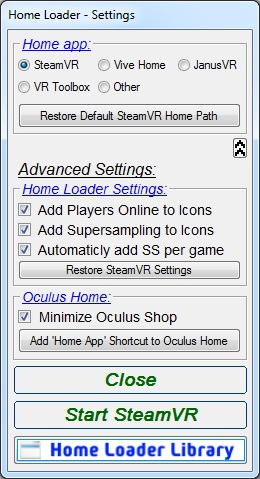 Home Loader - Settings
Home app:
SteamVR Vive Home JanusVR
VR Toolbox Other
Restore Default SteamVR Home Path
Advanced Settings:
Home Loader Settings:
Add Players Online to Icons
Add Supersampling to Icons
Automaticly add SS per game
Restore SteamVR Settings
Oculus Home:
Minimize Oculus Shop
Add 'Home App' Shortcut to Oculus Home
Close
Start SteamVR
Home Loader Library